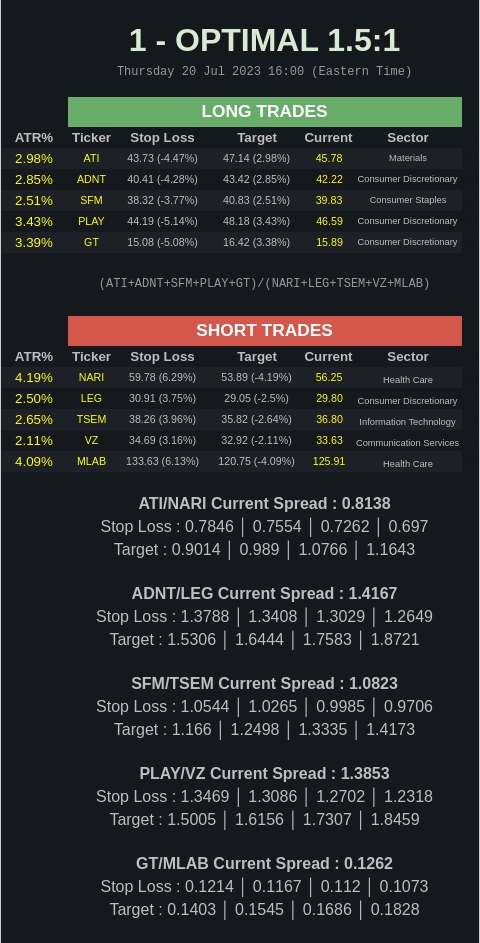 1 - OPTIMAL 1.5:1
Thursday 20 Jul 2023 16:00 (Eastern Time)
LONG TRADES
ATR% Ticker Stop Loss Target Current Sector
2.98% ATI 43.73 (-4.47%) 47.14 (2.98%) 45.78 Materials
2.85% ADNT 40.41 (-4.28%) 43.42 (2.85%) 42.22 Consumer Discretionary
2.51% SFM 38.32 (-3.77%) 40.83 (2.51%) 39.83 Consumer Staples
3.43% PLAY 44.19 (-5.14%) 48.18 (3.43%) 46.59 Consumer Discretionary
3.39% GT 15.08 (-5.08%) 16.42 (3.38%) 15.89 Consumer Discretionary
(ATI+ADNT+SFM+PLAY+GT)/(NARI+LEG+TSEM+VZ+MLAB)
SHORT TRADES
ATR% Ticker Stop Loss Target Current Sector
4.19% NARI 59.78 (6.29%) 53.89 (-4.19%) 56.25 Health Care
2.50% LEG 30.91 (3.75%) 29.05 (-2.5%) 29.80 Consumer Discretionary
2.65% TSEM 38.26 (3.96%) 35.82 (-2.64%) 36.80 Information Technology
2.11% VZ 34.69 (3.16%) 32.92 (-2.11%) 33.63 Communication Services
4.09% MLAB 133.63 (6.13%) 120.75 (-4.09%) 125.91 Health Care
ATI/NARI Current Spread : 0.8138
Stop Loss : 0.7846 │ 0.7554 │ 0.7262 │ 0.697
Target : 0.9014 │ 0.989 │ 1.0766 │ 1.1643
ADNT/LEG Current Spread : 1.4167
Stop Loss : 1.3788 │ 1.3408 │ 1.3029 │ 1.2649
Target : 1.5306 │ 1.6444 │ 1.7583 │ 1.8721
SFM/TSEM Current Spread : 1.0823
Stop Loss : 1.0544 │ 1.0265 │ 0.9985 │ 0.9706
Target : 1.166 │ 1.2498 │ 1.3335 │ 1.4173
PLAY/VZ Current Spread : 1.3853
Stop Loss : 1.3469 │ 1.3086 │ 1.2702 │ 1.2318
Target : 1.5005 │ 1.6156 │ 1.7307 │ 1.8459
GT/MLAB Current Spread : 0.1262
Stop Loss : 0.1214 │ 0.1167 │ 0.112 │ 0.1073
Target : 0.1403 │ 0.1545 │ 0.1686 │ 0.1828